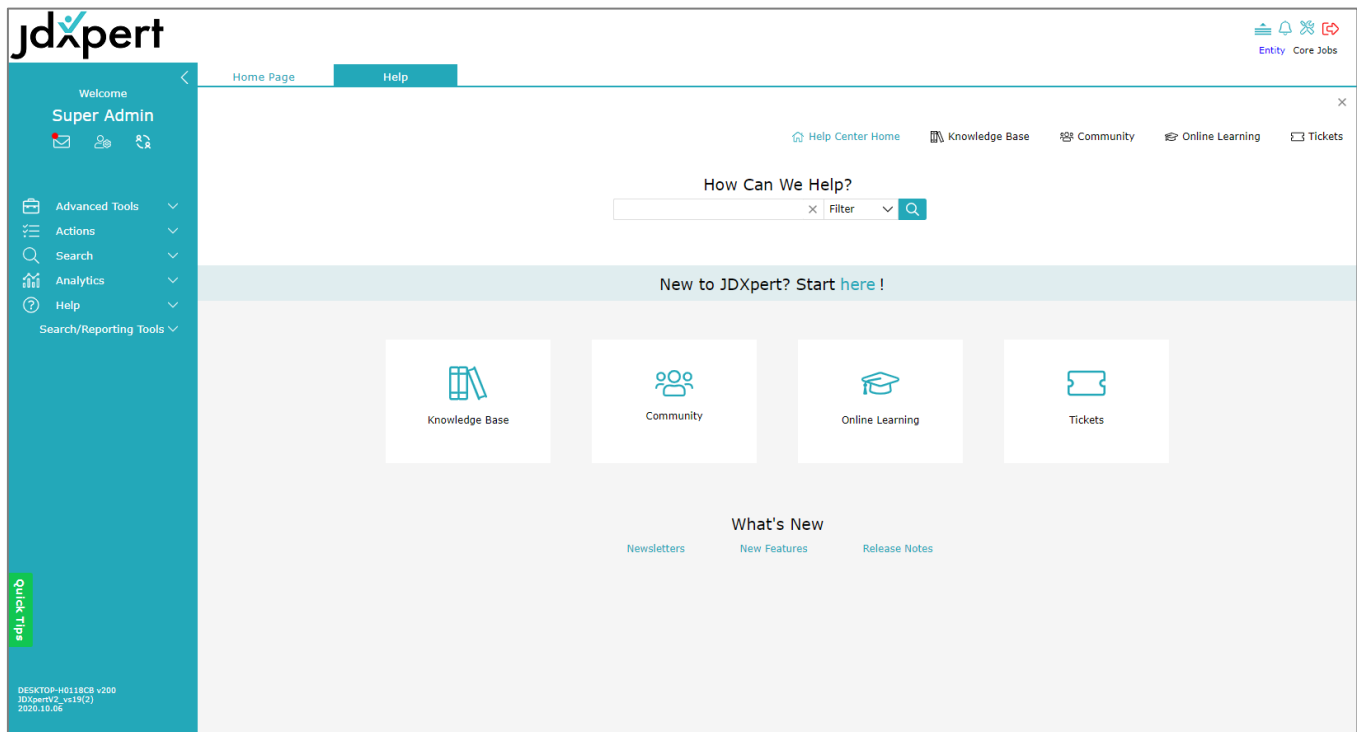 jdxpert
Entity Core Jobs
Home Page Help
Welcome
Super Admin
Help Center Home Knowledge Base Community Online Learning Tickets
How Can We Help?
Filter
Advanced Tools
Actions
Search
Analytics
Help
Search/Reporting Tools
New to JDXpert? Start here !
Knowledge Base
Community
Online Learning
Tickets
What's New
Newsletters New Features Release Notes
Quick Tips
DESKTOP-H0118CB v200
JDXpertV2_vs19(2)
2020.10.06